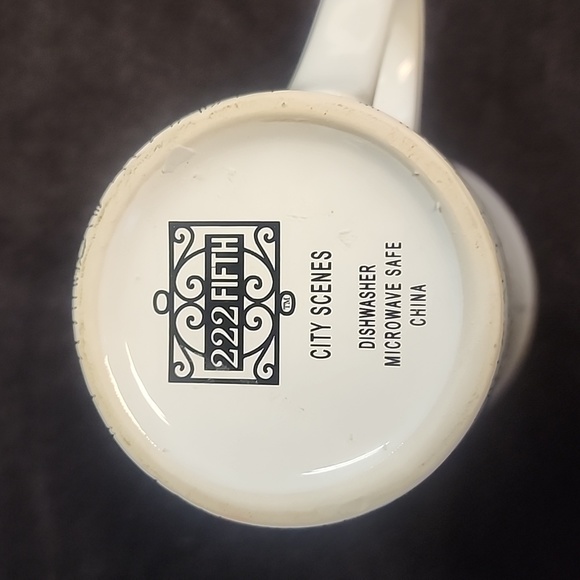 222 FIFTH
TM
CITY SCENES
DISHWASHER
MICROWAVE SAFE
CHINA